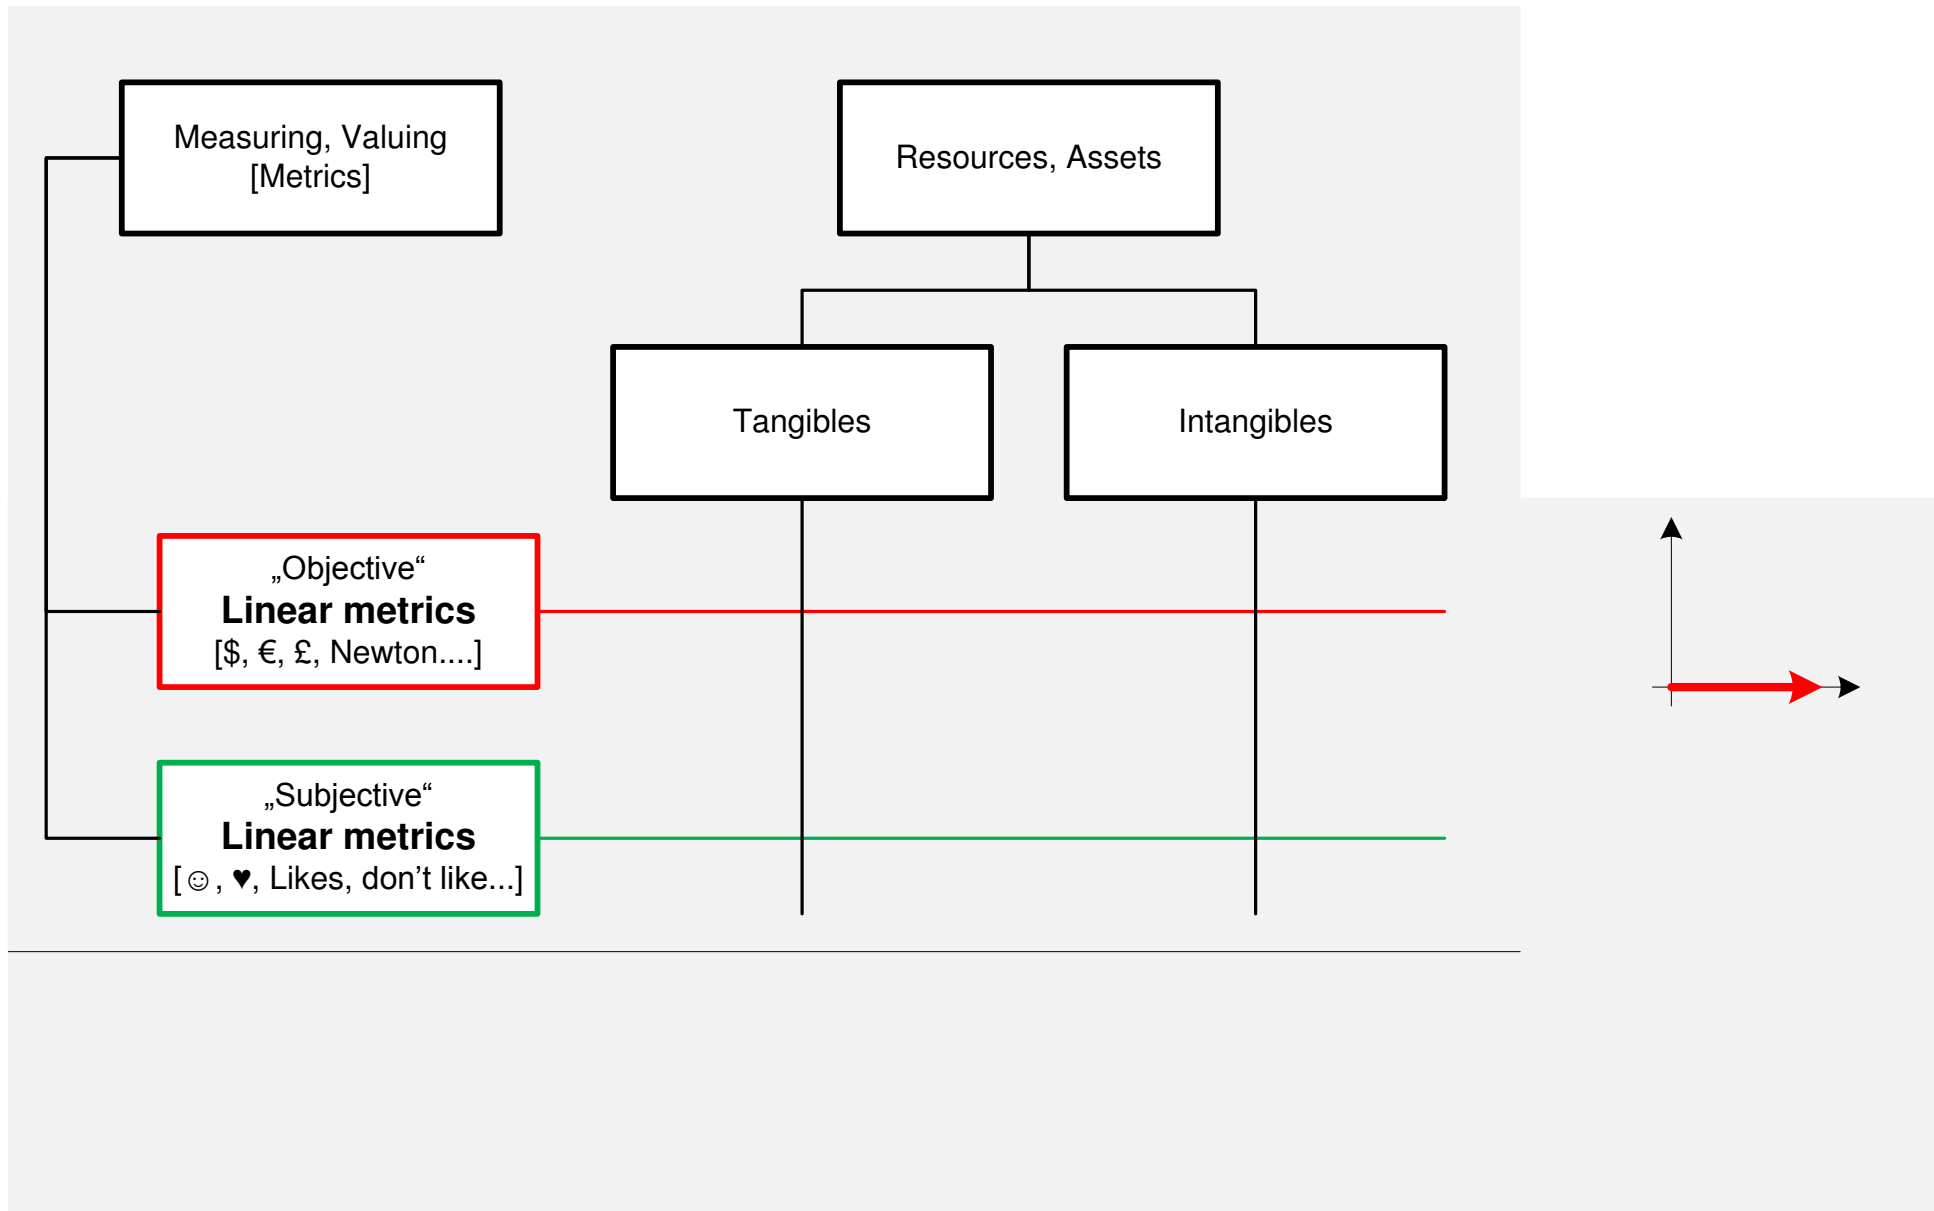 Measuring, Valuing
[Metrics]
Resources, Assets
Tangibles
Intangibles
„Objective“
Linear metrics
[$, €, £, Newton....]
„Subjective“
Linear metrics
[☺, ♥, Likes, don’t like...]